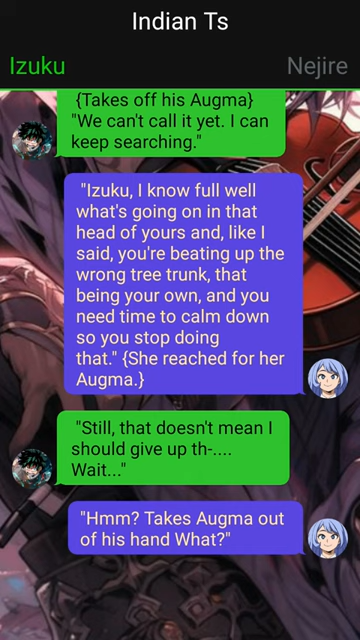 Indian Ts
Izuku
Nejire
{Takes off his Augma}
"We can't call it yet. I can
keep searching."
"Izuku, I know full well
what's going on in that
head of yours and, like I
said, you're beating up the
wrong tree trunk, that
being your own, and you
need time to calm down
so you stop doing
that." {She reached for her
Augma.}
"Still, that doesn't mean I
should give up th-....
Wait..."
"Hmm? Takes Augma out
of his hand What?"